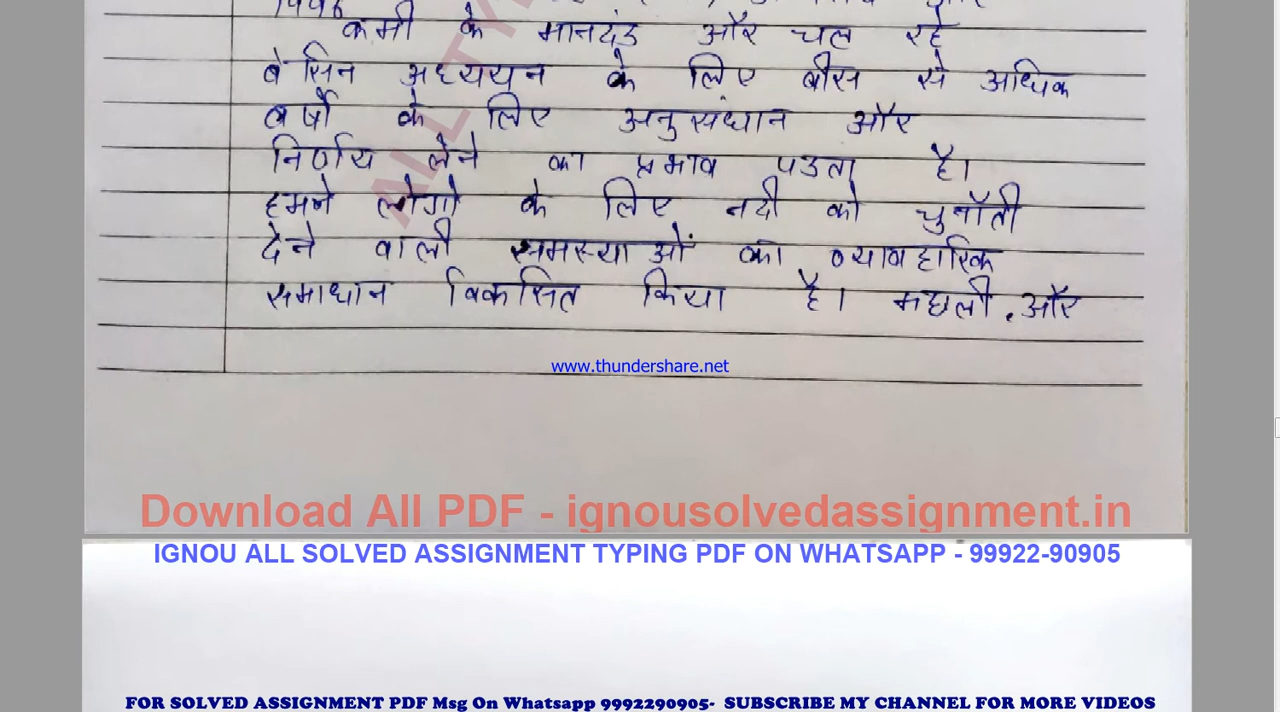 1996
कमी के मानदंड और चल रहे
बेसिन अध्ययन के लिए बीस से अधिक
वर्षों के लिए अनुसंधान और
निर्णय लेने का प्रभाव पडता है।
हमने लोगो के लिए नदी को चुनौती
देने वाली समस्याओं का व्यावहारिक
समाधान विकसित किया है। मछली . और
www.thundershare.net
Download All PDF - ignousolvedassignment.in
IGNOU ALL SOLVED ASSIGNMENT TYPING PDF ON WHATSAPP - 99922-90905
FOR SOLVED ASSIGNMENT PDF Msg On Whatsapp 9992290905- SUBSCRIBE MY CHANNEL FOR MORE VIDEOS